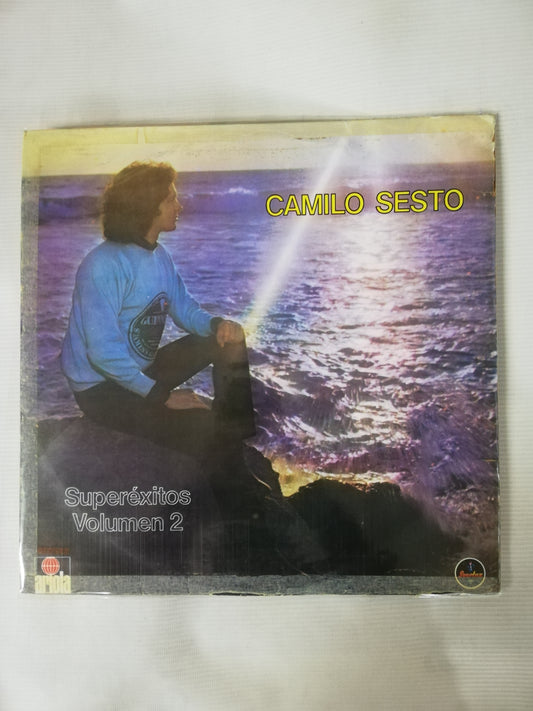 CAMILO SESTO
Superéxitos
Volumen 2
ariola